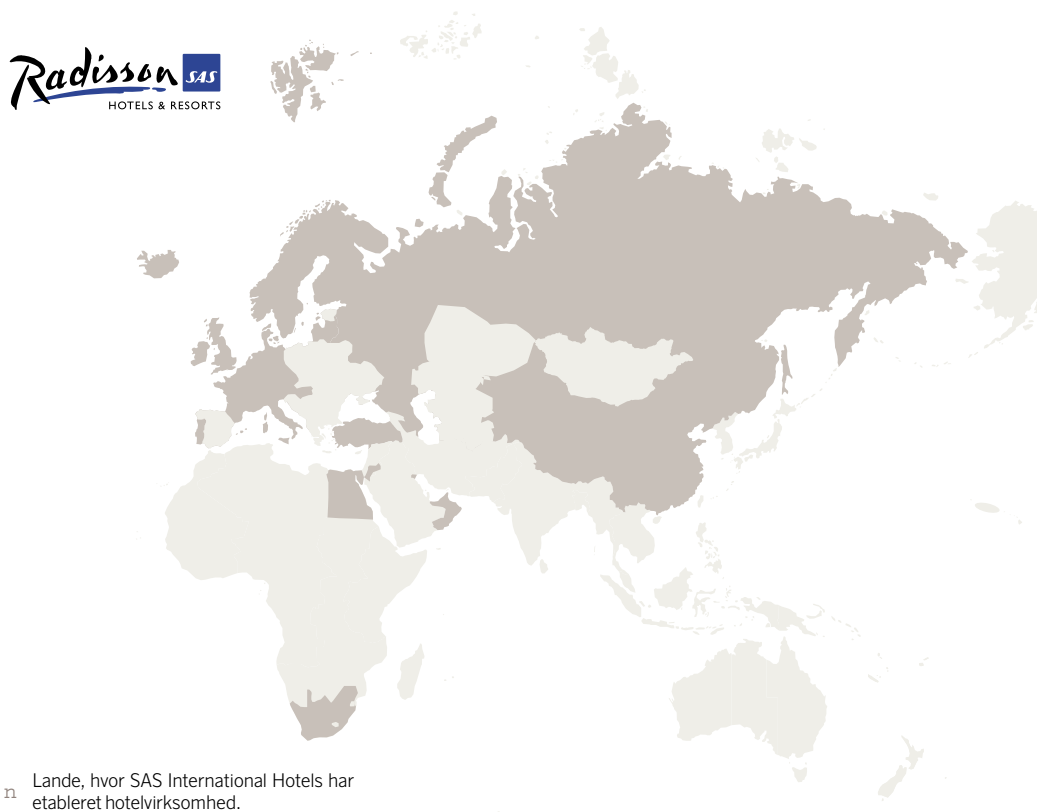 Radisson SAS
HOTELS & RESORTS
n Lande, hvor SAS International Hotels har
etableret hotelvirksomhed.